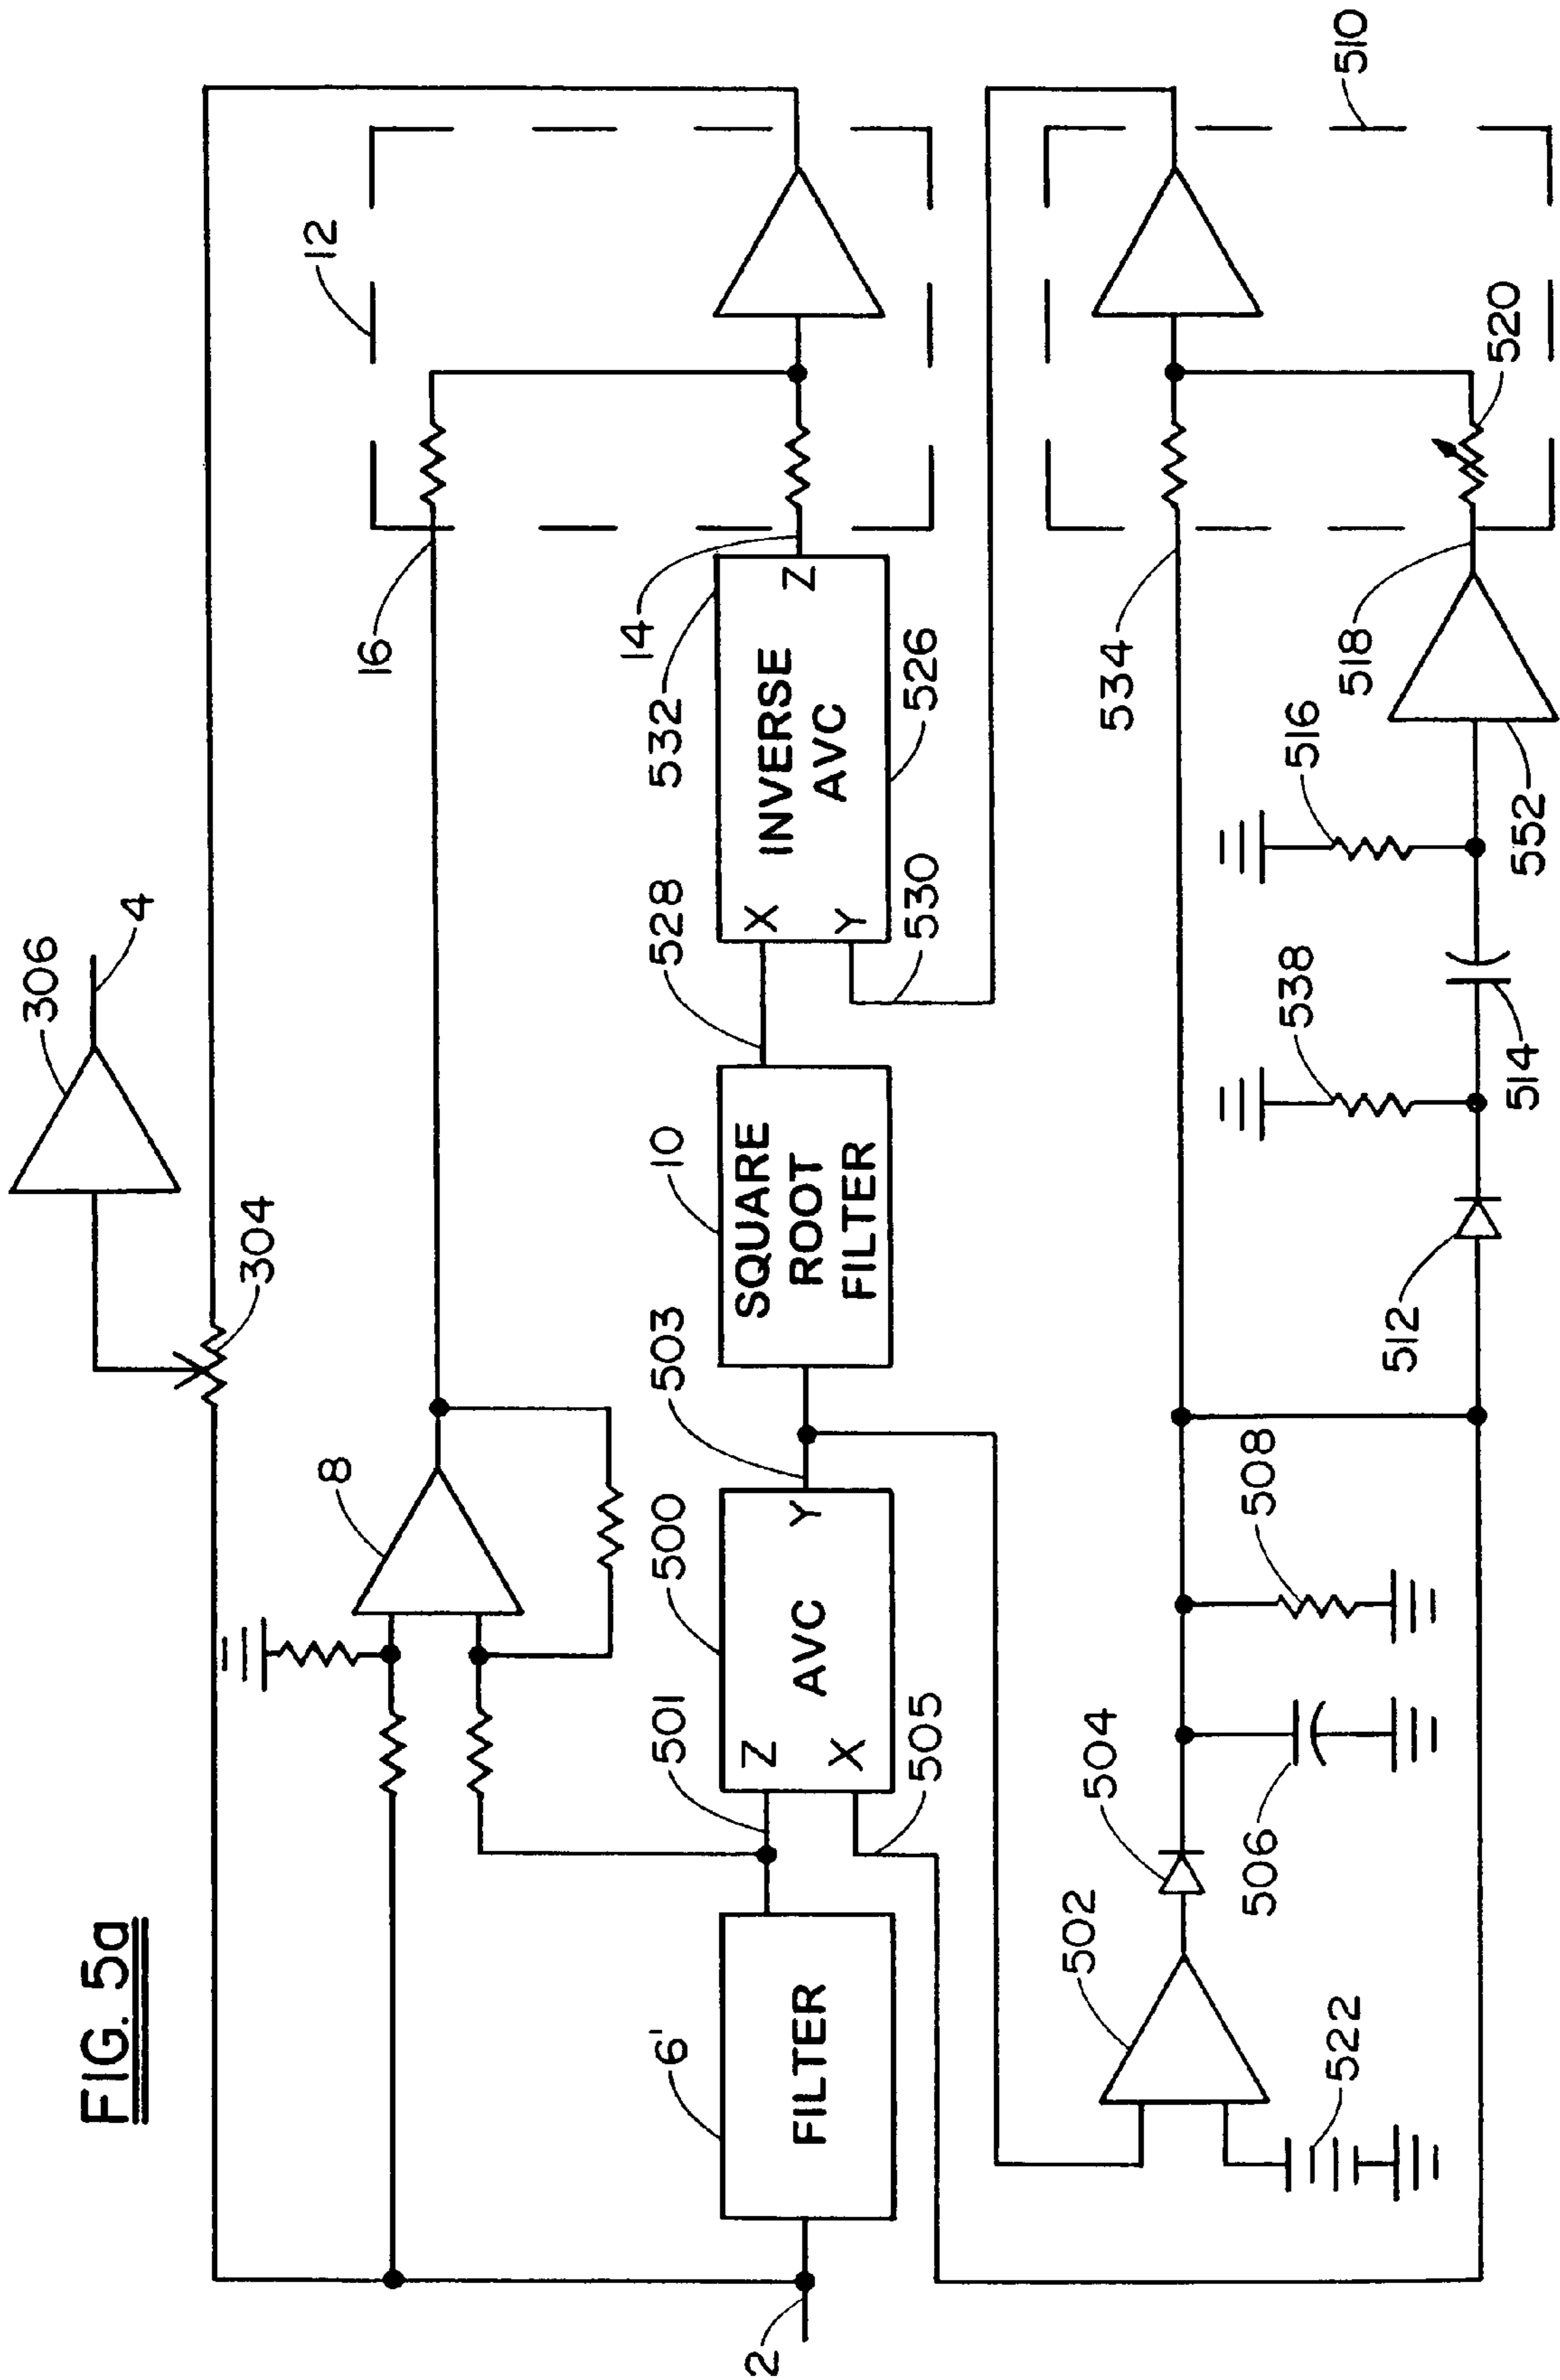 FIG. 5a
306
4
304
12
8
16
6'
FILTER
2
501
500
Z
AVC
Y
X
505
503
10
SQUARE
ROOT
FILTER
528
X
INVERSE
AVC
Y
Z
530
532
14
526
502
522
504
506
508
534
510
512
538
514
516
552
518
520